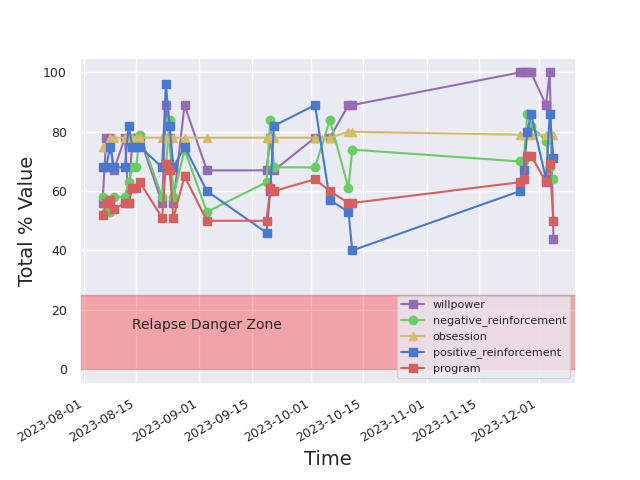 100
80
60
40
20
0
Total % Value
Relapse Danger Zone
willpower
negative_reinforcement
obsession
positive_reinforcement
program
2023-08-01
2023-08-15
2023-09-01
2023-09-15
2023-10-01
2023-10-15
2023-11-01
2023-11-15
2023-12-01
Time